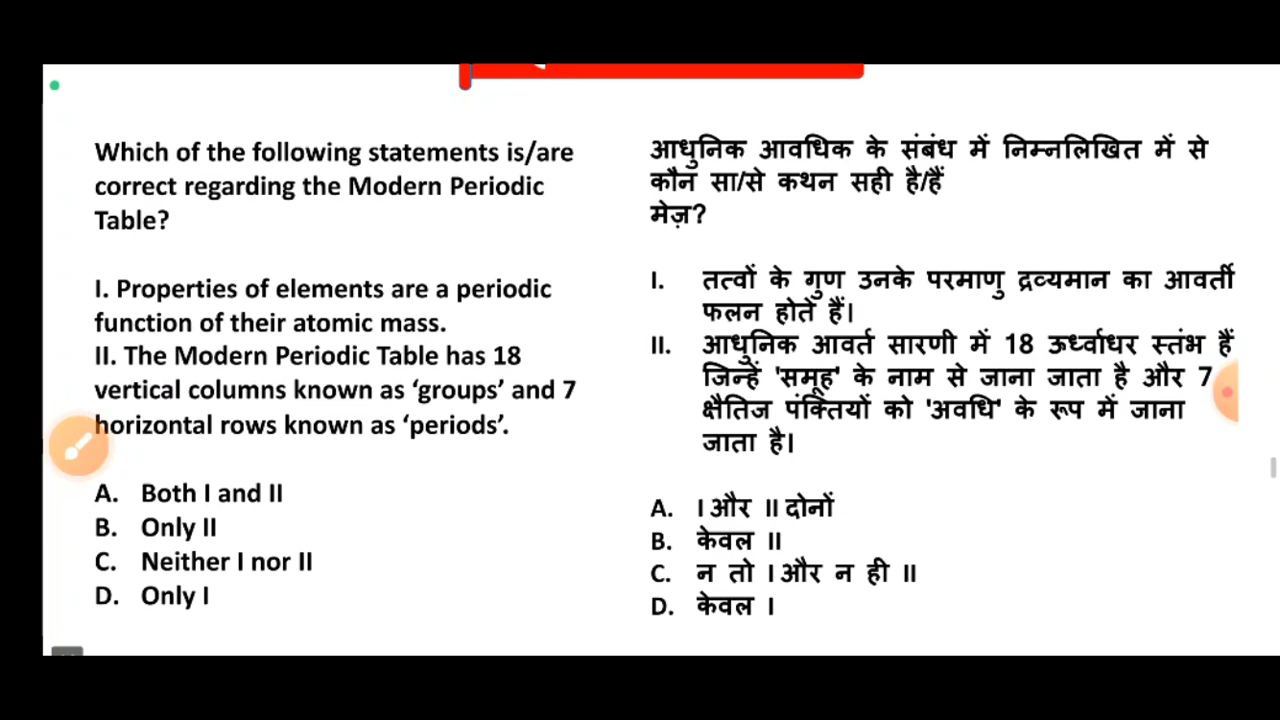 Which of the following statements is/are
correct regarding the Modern Periodic
Table?
I. Properties of elements are a periodic
function of their atomic mass.
II. The Modern Periodic Table has 18
vertical columns known as ‘groups’ and 7
horizontal rows known as ‘periods’.
A. Both I and II
B. Only II
C. Neither I nor II
D. Only I
आधुनिक आवधिक के संबंध में निम्नलिखित में से
कौन सा/से कथन सही है/हैं
मेज़?
I. तत्वों के गुण उनके परमाणु द्रव्यमान का आवर्ती
फलन होते हैं।
II. आधुनिक आवर्त सारणी में 18 ऊर्ध्वाधर स्तंभ हैं
जिन्हें 'समूह' के नाम से जाना जाता है और 7
क्षैतिज पंक्तियों को 'अवधि' के रूप में जाना
जाता है।
A. I और II दोनों
B. केवल II
C. न तो I और न ही II
D. केवल I